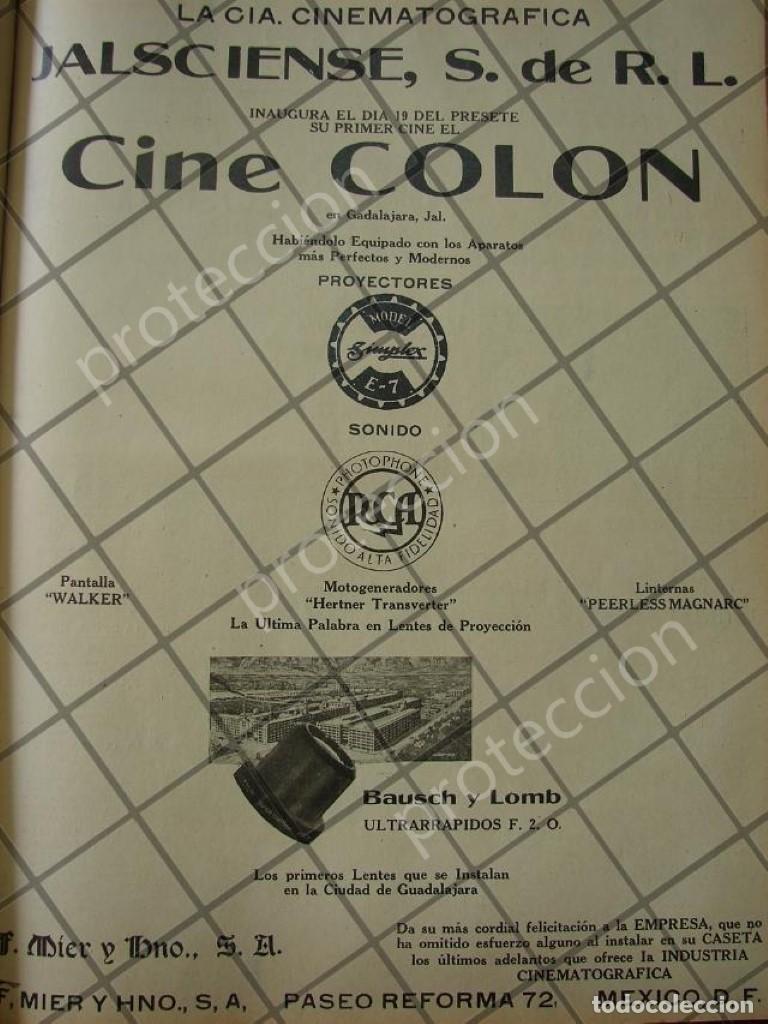 LA CIA. CINEMATOGRAFICA
JALSCIENSE, S. de R. L.
INAUGURA EL DIA 19 DEL PRESETE
SU PRIMER CINE EL.
Cine COLON
en Gadalajara, Jal.
Habiéndolo Equipado con los Aparatos
más Perfectos y Modernos
PROYECTORES
MODEL
Simplex
E-7
SONIDO
PHOTOPHONE
RCA
SONIDO ALTA FIDELIDAD
Pantalla
"WALKER"
Motogeneradores
"Hertner Transverter"
Linternas
"PEERLESS MAGNARC"
La Ultima Palabra en Lentes de Proyección
Bausch y Lomb
ULTRARRAPIDOS F. 2. O.
Los primeros Lentes que se Instalan
en la Ciudad de Guadalajara
F. Mier y Hno., S. A.
Da su más cordial felicitación a la EMPRESA, que no
ha omitido esfuerzo alguno al instalar en su CASETA
los últimos adelantos que ofrece la INDUSTRIA
CINEMATOGRAFICA
F, MIER Y HNO., S, A, PASEO REFORMA 72, MEXICO D. F.
proteccion
proteccion
proteccion
todocoleccion